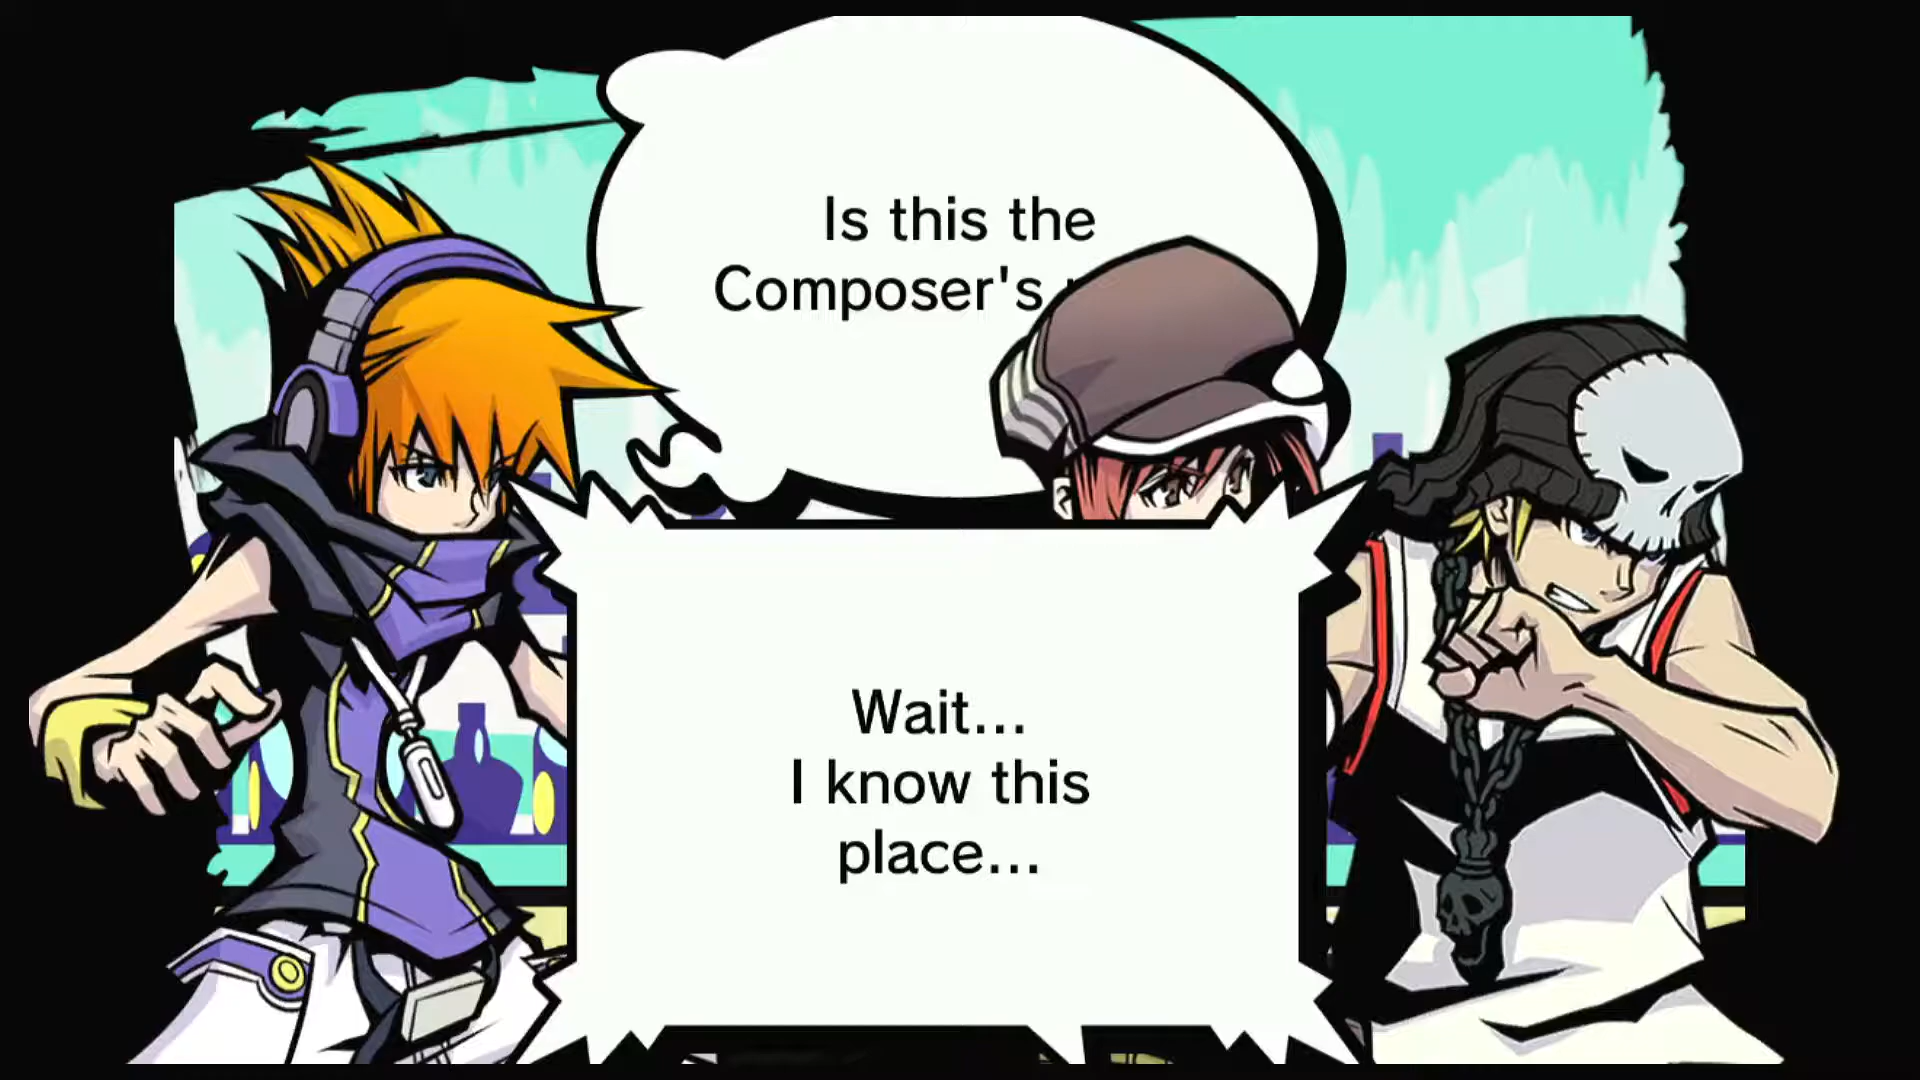 Is this the
Composer's
Wait...
I know this
place...